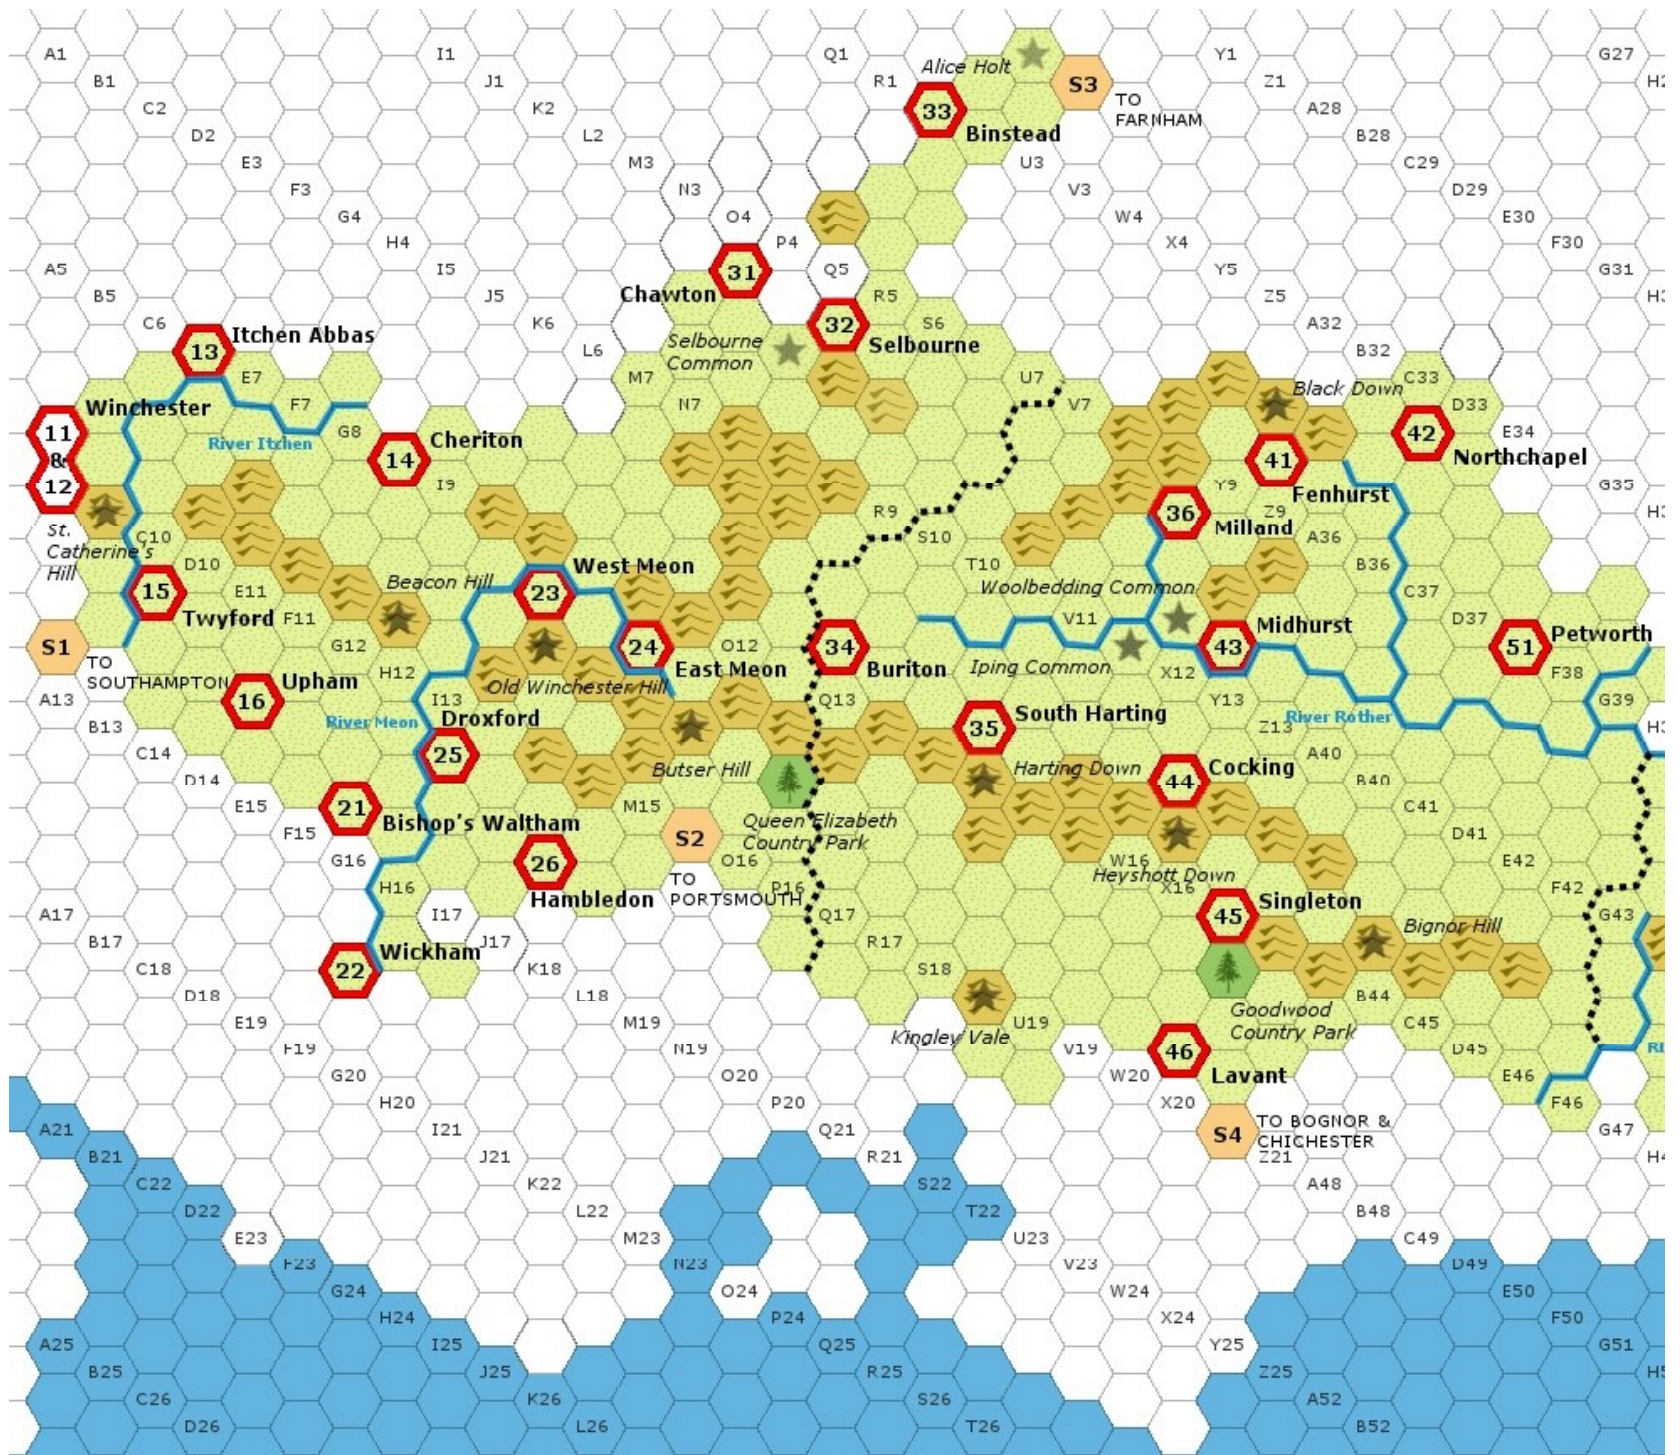 A1
I1
Q1
Y1
G27
B1
J1
R1
Alice Holt
S3
Z1
H2
C2
K2
33
TO
FARNHAM
A28
D2
L2
Binstead
B28
E3
M3
U3
C29
F3
N3
V3
D29
G4
O4
W4
E30
H4
P4
X4
F30
A5
I5
31
Q5
Y5
G31
B5
J5
Chawton
R5
Z5
C6
K6
32
S6
A32
Itchen Abbas
13
L6
Selbourne
Common
Selbourne
B32
E7
M7
U7
C33
Black Down
Winchester
F7
N7
V7
D33
11
&
12
River Itchen
G8
Cheriton
14
41
42
E34
Northchapel
I9
Y9
Fenhurst
G35
St.
Catherine's
Hill
R9
36
Milland
Z9
H3
C10
S10
A36
D10
West Meon
T10
B36
15
E11
Beacon Hill
23
Woolbedding Common
C37
Twyford
F11
V11
D37
S1
G12
24
O12
34
Midhurst
43
51
Petworth
TO
SOUTHAMPTON
H12
East Meon
Buriton
Iping Common
X12
F38
A13
16
Upham
I13
Old Winchester Hill
Q13
Y13
G39
B13
River Meon
Droxford
35
South Harting
Z13
River Rother
H3
C14
25
A40
D14
Butser Hill
Harting Down
44
Cocking
B40
E15
21
M15
C41
F15
Bishop's Waltham
S2
Queen Elizabeth
Country Park
D41
G16
26
O16
W16
E42
H16
Hambledon
TO
PORTSMOUTH
P16
Heyshott Down
X16
F42
A17
I17
Q17
45
Singleton
G43
B17
J17
R17
Bignor Hill
Wickham
22
C18
K18
S18
D18
L18
B44
E19
M19
Kingley Vale
U19
Goodwood
Country Park
C45
F19
N19
V19
46
D45
G20
O20
W20
Lavant
E46
H20
P20
X20
F46
A21
I21
Q21
S4
TO BOGNOR &
CHICHESTER
G47
B21
J21
R21
Z21
H4
C22
K22
S22
A48
D22
L22
T22
B48
E23
M23
U23
C49
F23
N23
V23
D49
G24
O24
W24
E50
H24
P24
X24
F50
A25
I25
Q25
Y25
G51
B25
J25
R25
Z25
H5
C26
K26
S26
A52
D26
L26
T26
B52